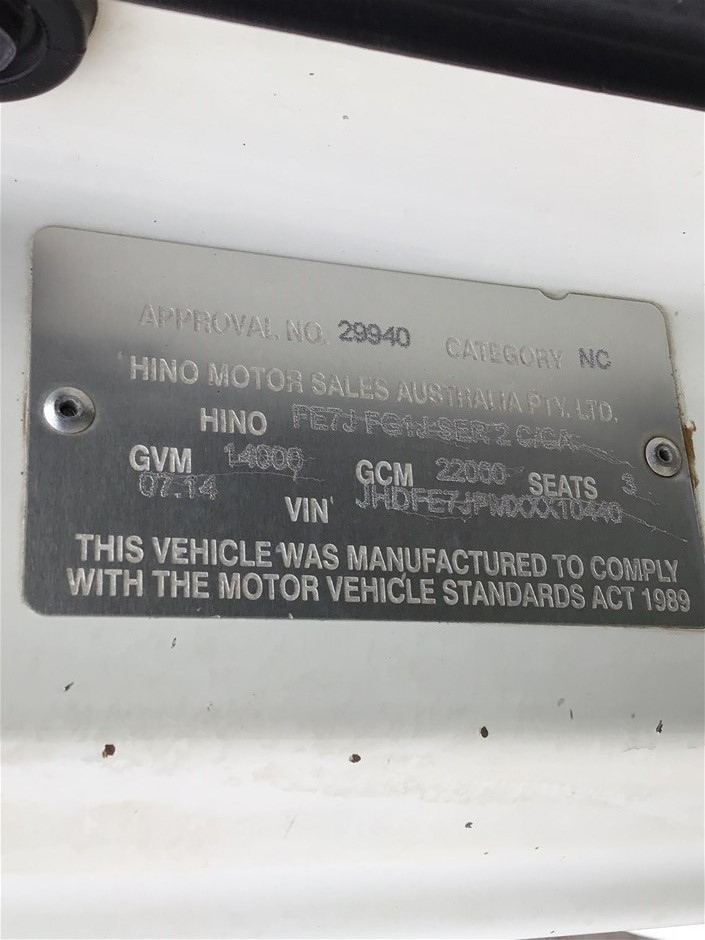 APPROVAL NO. 29940 CATEGORY NC
HINO MOTOR SALES AUSTRALIA PTY. LTD.
HINO FE7J FG1J SER 2 C/CA
GVM 14000 GCM 22000 SEATS 3
07.14 VIN JHDFE7JPMXXX10440
THIS VEHICLE WAS MANUFACTURED TO COMPLY
WITH THE MOTOR VEHICLE STANDARDS ACT 1989